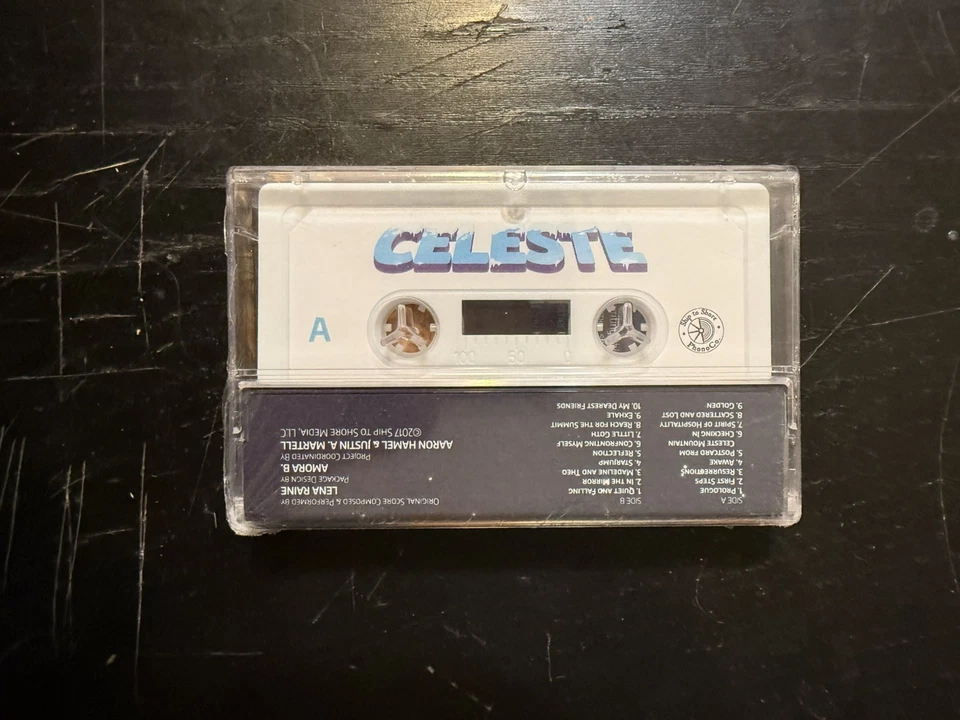 CELESTE
A
Ship to Shore
PhonoCo.
100 50 0
SIDE A
1. PROLOGUE
2. FIRST STEPS
3. RESURRECTIONS
4. AWAKE
5. POSTCARD FROM
CELESTE MOUNTAIN
6. CHECKING IN
7. SPIRIT OF HOSPITALITY
8. SCATTERED AND LOST
9. GOLDEN
SIDE B
1. QUIET AND FALLING
2. IN THE MIRROR
3. MADELINE AND THEO
4. STARJUMP
5. REFLECTION
6. CONFRONTING MYSELF
7. LITTLE GOTH
8. REACH FOR THE SUMMIT
9. EXHALE
10. MY DEAREST FRIENDS
ORIGINAL SCORE COMPOSED & PERFORMED BY
LENA RAINE
PACKAGE DESIGN BY
AMORA B.
PROJECT COORDINATED BY
AARON HAMEL & JUSTIN A. MARTELL
©2017 SHIP TO SHORE MEDIA, LLC